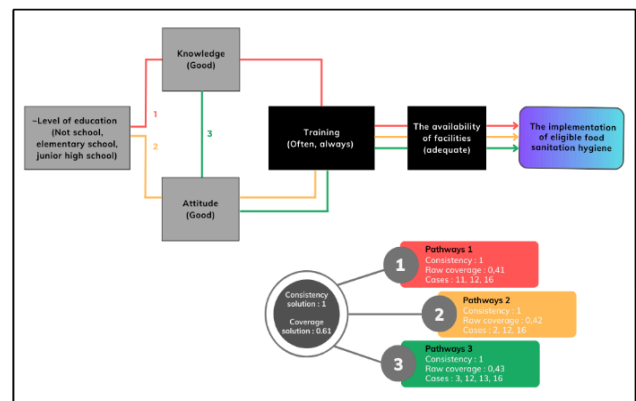 Knowledge
(Good)
1
~Level of education
(Not school,
elementary school,
junior high school)
2
3
Training
(Often, always)
The availability
of facilities
(adequate)
The implementation
of eligible food
sanitation hygiene
Attitude
(Good)
Consistency
solution : 1
Coverage
solution : 0.61
1
Pathways 1
Consistency : 1
Raw coverage : 0,41
Cases : 11, 12, 16
2
Pathways 2
Consistency : 1
Raw coverage : 0,42
Cases : 2, 12, 16
3
Pathways 3
Consistency : 1
Raw coverage : 0,43
Cases : 3, 12, 13, 16